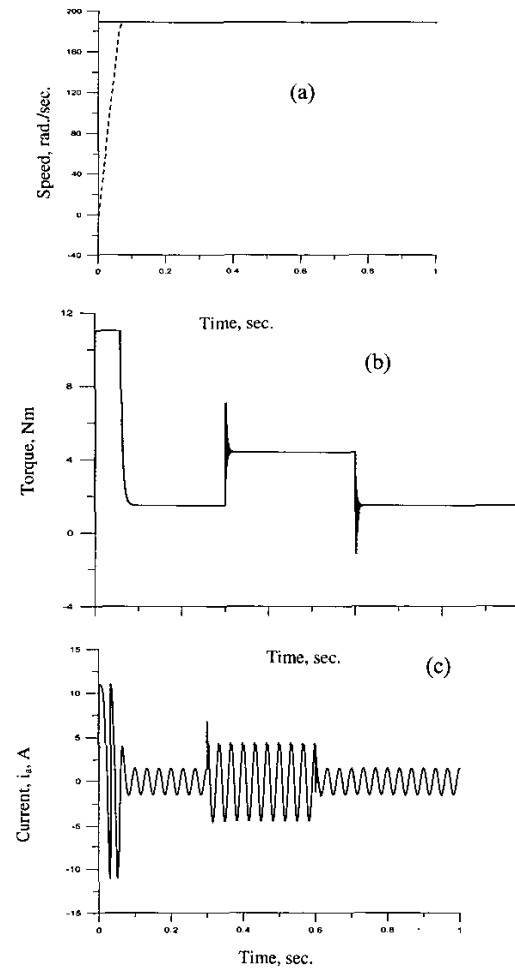 200
160
120
80
40
0
-40
Speed, rad./sec.
(a)
0 0.2 0.4 0.6 0.8 1
Time, sec.
12
8
4
0
-4
Torque, Nm
(b)
Time, sec.
15
10
5
0
-5
-10
-15
Current, ia, A
(c)
0 0.2 0.4 0.6 0.8 1
Time, sec.